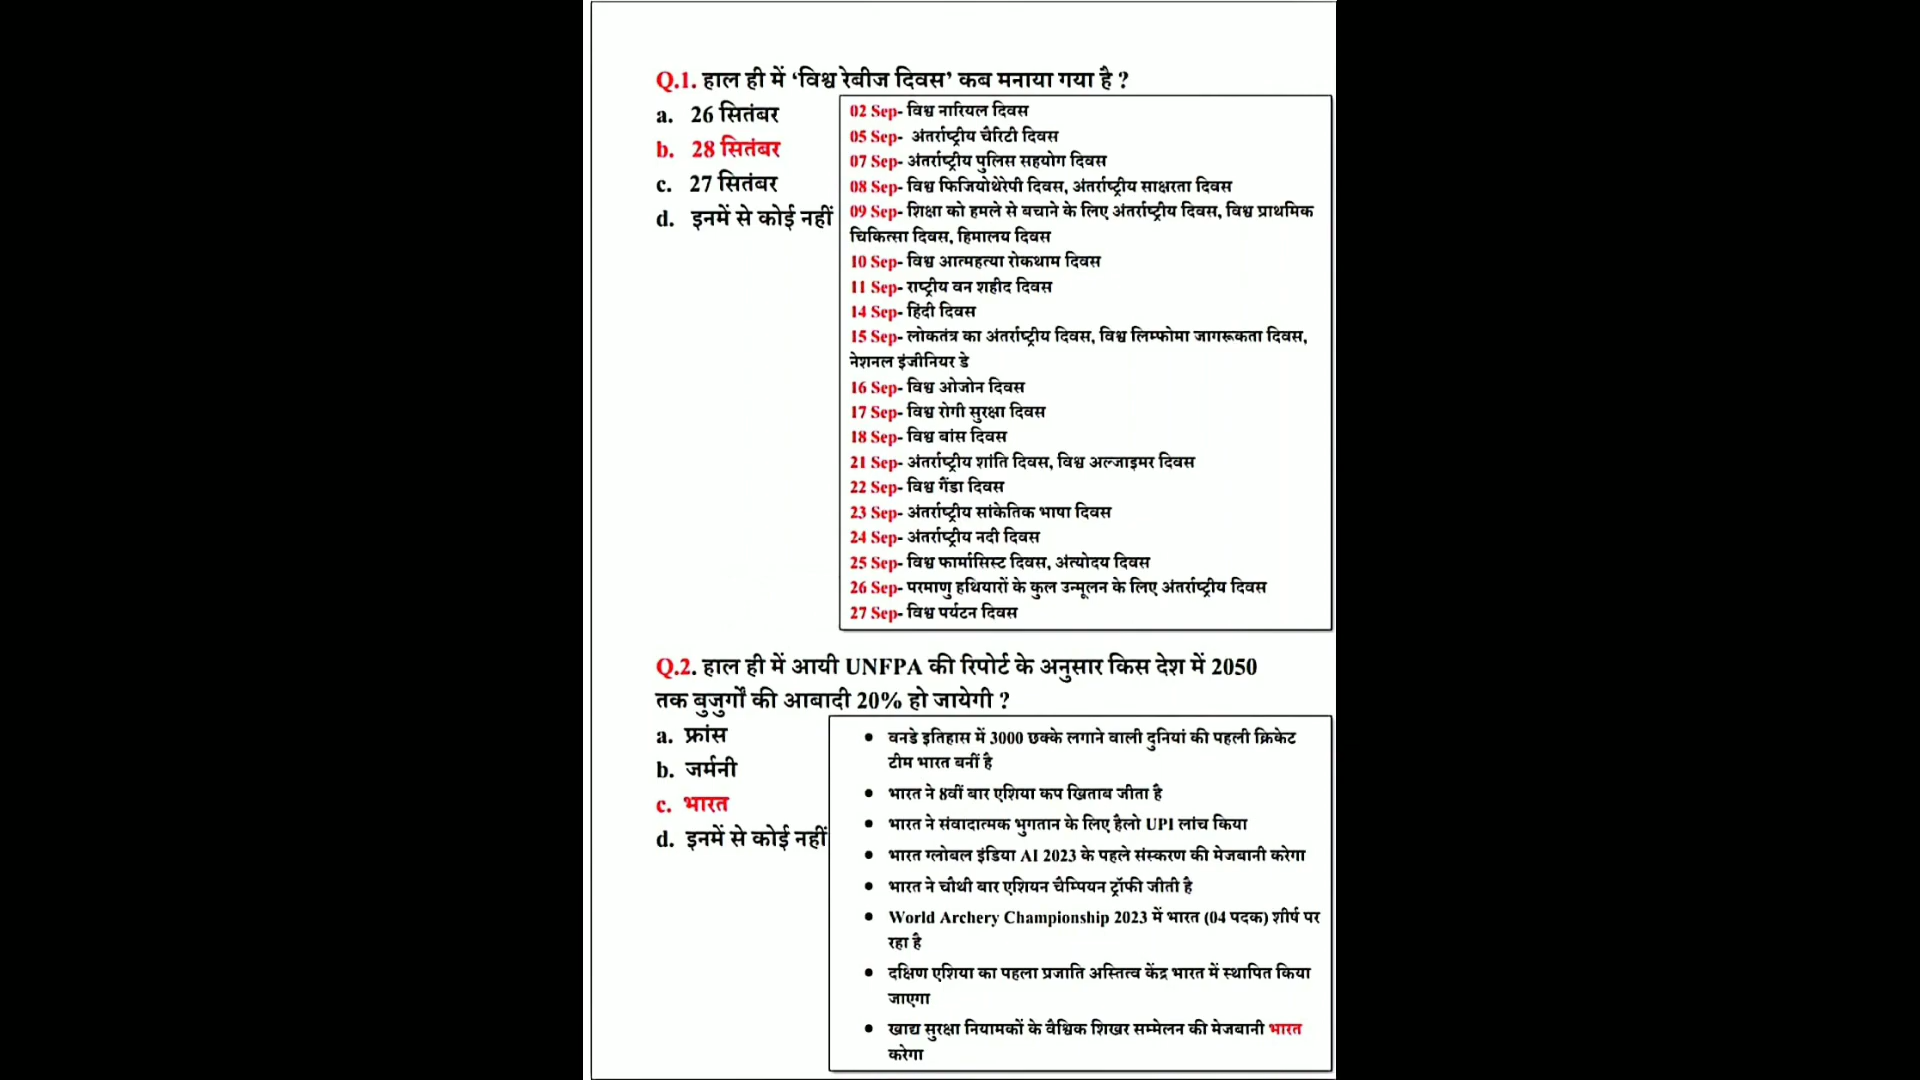 Q.1. हाल ही में ‘विश्व रेबीज दिवस’ कब मनाया गया है ?
a. 26 सितंबर
b. 28 सितंबर
c. 27 सितंबर
d. इनमें से कोई नहीं
02 Sep- विश्व नारियल दिवस
05 Sep- अंतर्राष्ट्रीय चैरिटी दिवस
07 Sep- अंतर्राष्ट्रीय पुलिस सहयोग दिवस
08 Sep- विश्व फिजियोथेरेपी दिवस, अंतर्राष्ट्रीय साक्षरता दिवस
09 Sep- शिक्षा को हमले से बचाने के लिए अंतर्राष्ट्रीय दिवस, विश्व प्राथमिक
चिकित्सा दिवस, हिमालय दिवस
10 Sep- विश्व आत्महत्या रोकथाम दिवस
11 Sep- राष्ट्रीय वन शहीद दिवस
14 Sep- हिंदी दिवस
15 Sep- लोकतंत्र का अंतर्राष्ट्रीय दिवस, विश्व लिम्फोमा जागरूकता दिवस,
नेशनल इंजीनियर डे
16 Sep- विश्व ओजोन दिवस
17 Sep- विश्व रोगी सुरक्षा दिवस
18 Sep- विश्व बांस दिवस
21 Sep- अंतर्राष्ट्रीय शांति दिवस, विश्व अल्जाइमर दिवस
22 Sep- विश्व गैंडा दिवस
23 Sep- अंतर्राष्ट्रीय सांकेतिक भाषा दिवस
24 Sep- अंतर्राष्ट्रीय नदी दिवस
25 Sep- विश्व फार्मासिस्ट दिवस, अंत्योदय दिवस
26 Sep- परमाणु हथियारों के कुल उन्मूलन के लिए अंतर्राष्ट्रीय दिवस
27 Sep- विश्व पर्यटन दिवस
Q.2. हाल ही में आयी UNFPA की रिपोर्ट के अनुसार किस देश में 2050
तक बुजुर्गों की आबादी 20% हो जायेगी ?
a. फ्रांस
b. जर्मनी
c. भारत
d. इनमें से कोई नहीं
• वनडे इतिहास में 3000 छक्के लगाने वाली दुनियां की पहली क्रिकेट
टीम भारत बनीं है
• भारत ने 8वीं बार एशिया कप खिताब जीता है
• भारत ने संवादात्मक भुगतान के लिए हैलो UPI लांच किया
• भारत ग्लोबल इंडिया AI 2023 के पहले संस्करण की मेजबानी करेगा
• भारत ने चौथी बार एशियन चैम्पियन ट्रॉफी जीती है
• World Archery Championship 2023 में भारत (04 पदक) शीर्ष पर
रहा है
• दक्षिण एशिया का पहला प्रजाति अस्तित्व केंद्र भारत में स्थापित किया
जाएगा
• खाद्य सुरक्षा नियामकों के वैश्विक शिखर सम्मेलन की मेजबानी भारत
करेगा